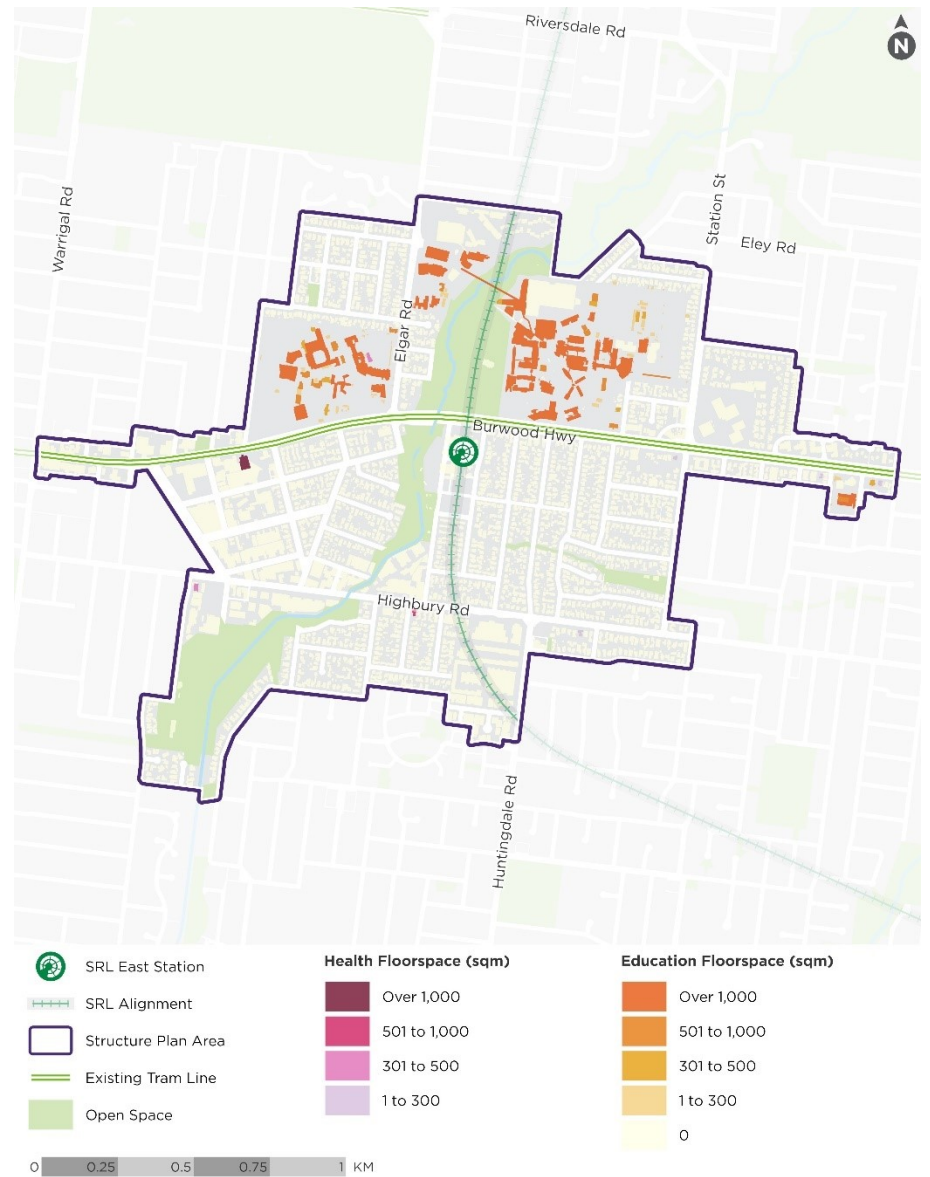 Riversdale Rd
N
Warrigal Rd
Station St
Eley Rd
Elgar Rd
Burwood Hwy
Highbury Rd
Huntingdale Rd
SRL East Station
SRL Alignment
Structure Plan Area
Existing Tram Line
Open Space
Health Floorspace (sqm)
Over 1,000
501 to 1,000
301 to 500
1 to 300
Education Floorspace (sqm)
Over 1,000
501 to 1,000
301 to 500
1 to 300
0
0 0.25 0.5 0.75 1 KM